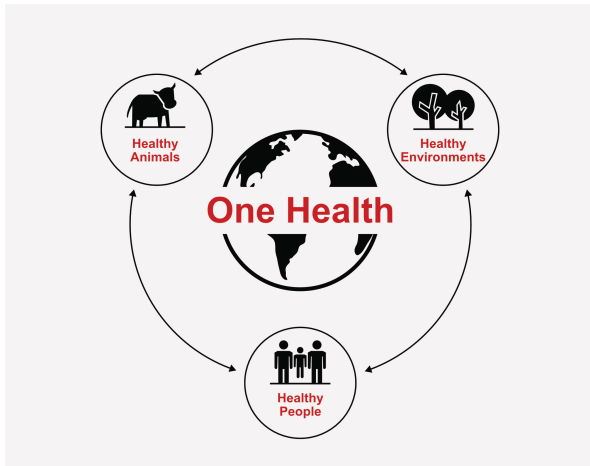 Healthy
Animals
Healthy
Environments
One Health
Healthy
People